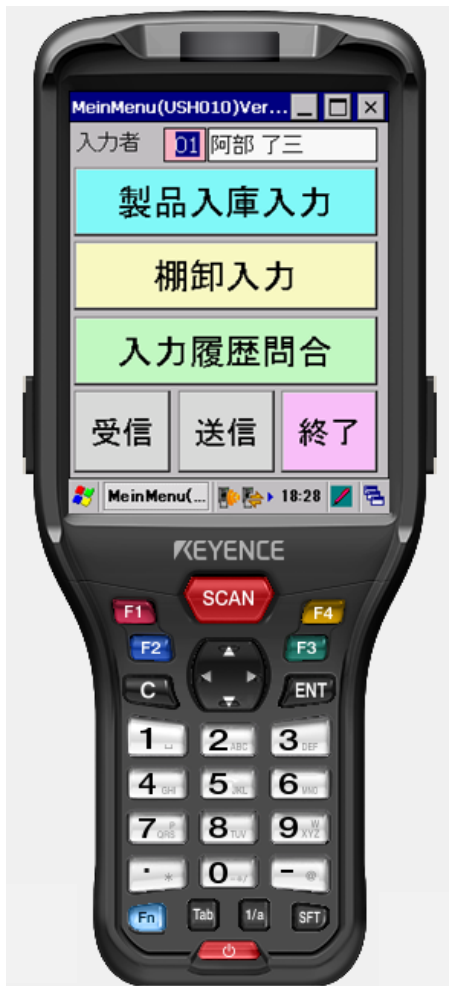 MeinMenu(USH010)Ver...
入力者 01 阿部 了三
製品入庫入力
棚卸入力
入力履歴問合
受信 送信 終了
MeinMenu(... 18:28
KEYENCE
SCAN
F1 F4
F2 F3
C ENT
1 2 ABC 3 DEF
4 GHI 5 JKL 6 MNO
7 PQRS 8 TUV 9 WXYZ
. * 0 - @
Fn Tab 1/a SFT